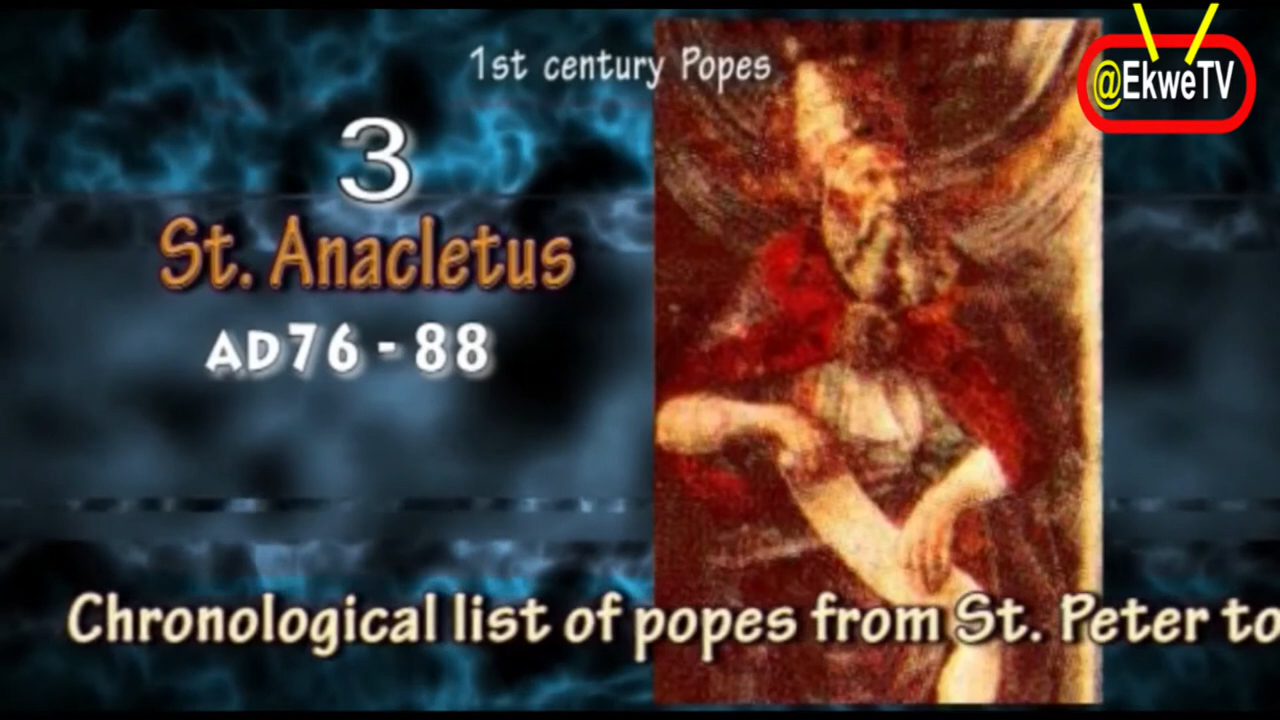 1st century Popes
@EkweTV
3
St. Anacletus
AD76 - 88
Chronological list of popes from St. Peter to